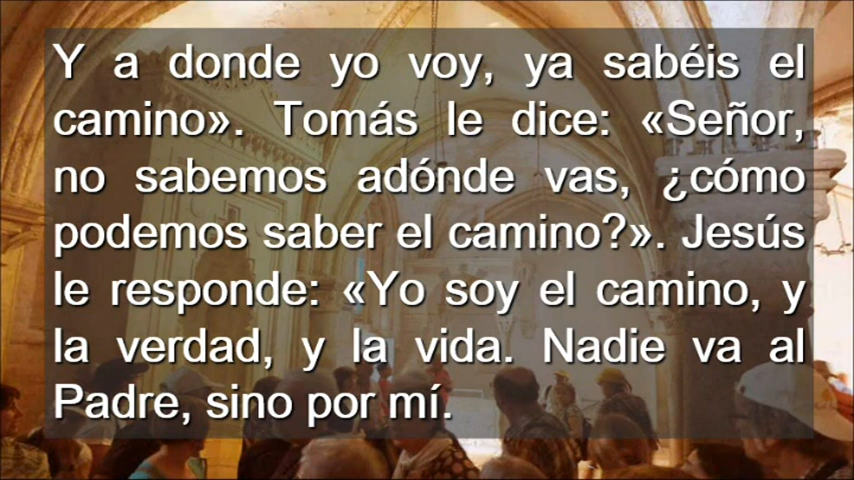 Y a donde yo voy, ya sabéis el
camino». Tomás le dice: «Señor,
no sabemos adónde vas, ¿cómo
podemos saber el camino?». Jesús
le responde: «Yo soy el camino, y
la verdad, y la vida. Nadie va al
Padre, sino por mí.